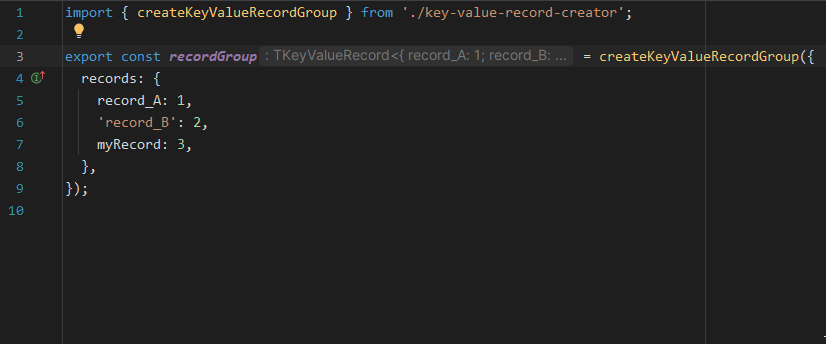 1 import { createKeyValueRecordGroup } from './key-value-record-creator';
2
3 export const recordGroup : TKeyValueRecord<{ record_A: 1; record_B: ... = createKeyValueRecordGroup({
4 records: {
5 record_A: 1,
6 'record_B': 2,
7 myRecord: 3,
8 },
9 });
10